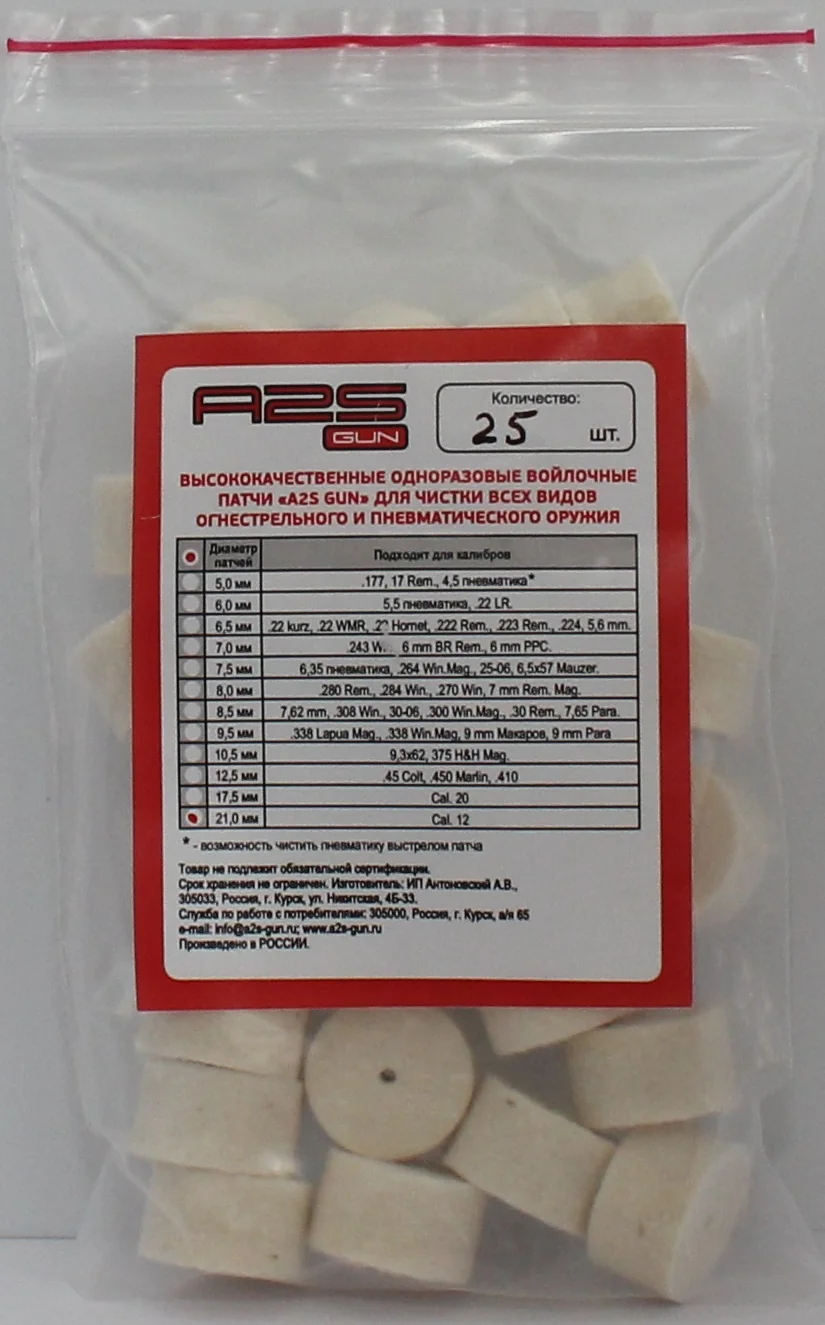 A2S
GUN
Количество:
25 шт.
ВЫСОКОКАЧЕСТВЕННЫЕ ОДНОРАЗОВЫЕ ВОЙЛОЧНЫЕ
ПАТЧИ «A2S GUN» ДЛЯ ЧИСТКИ ВСЕХ ВИДОВ
ОГНЕСТРЕЛЬНОГО И ПНЕВМАТИЧЕСКОГО ОРУЖИЯ
Диаметр патчей Подходит для калибров
5,0 мм .177, 17 Rem., 4,5 пневматика*
6,0 мм 5,5 пневматика, .22 LR.
6,5 мм .22 kurz, .22 WMR, Hornet, .222 Rem., .223 Rem., .224, 5,6 mm.
7,0 мм .243 6 mm BR Rem., 6 mm PPC.
7,5 мм 6,35 пневматика, .264 Win.Mag., 25-06, 6,5x57 Mauzer.
8,0 мм .280 Rem., .284 Win., .270 Win, 7 mm Rem. Mag.
8,5 мм 7,62 mm, .308 Win., 30-06, .300 Win.Mag., .30 Rem., 7,65 Para.
9,5 мм .338 Lapua Mag., .338 Win.Mag, 9 mm Макаров, 9 mm Para
10,5 мм 9,3x62, 375 H&H Mag.
12,5 мм .45 Colt, .450 Marlin, .410
17,5 мм Cal. 20
21,0 мм Cal. 12
* - возможность чистить пневматику выстрелом патча
Товар не подлежит обязательной сертификации.
Срок хранения не ограничен. Изготовитель: ИП Антоновский А.В.,
305033, Россия, г. Курск, ул. Никитская, 4Б-33.
Служба по работе с потребителями: 305000, Россия, г. Курск, а/я 65
e-mail: info@a2s-gun.ru; www.a2s-gun.ru
Произведено в РОССИИ.